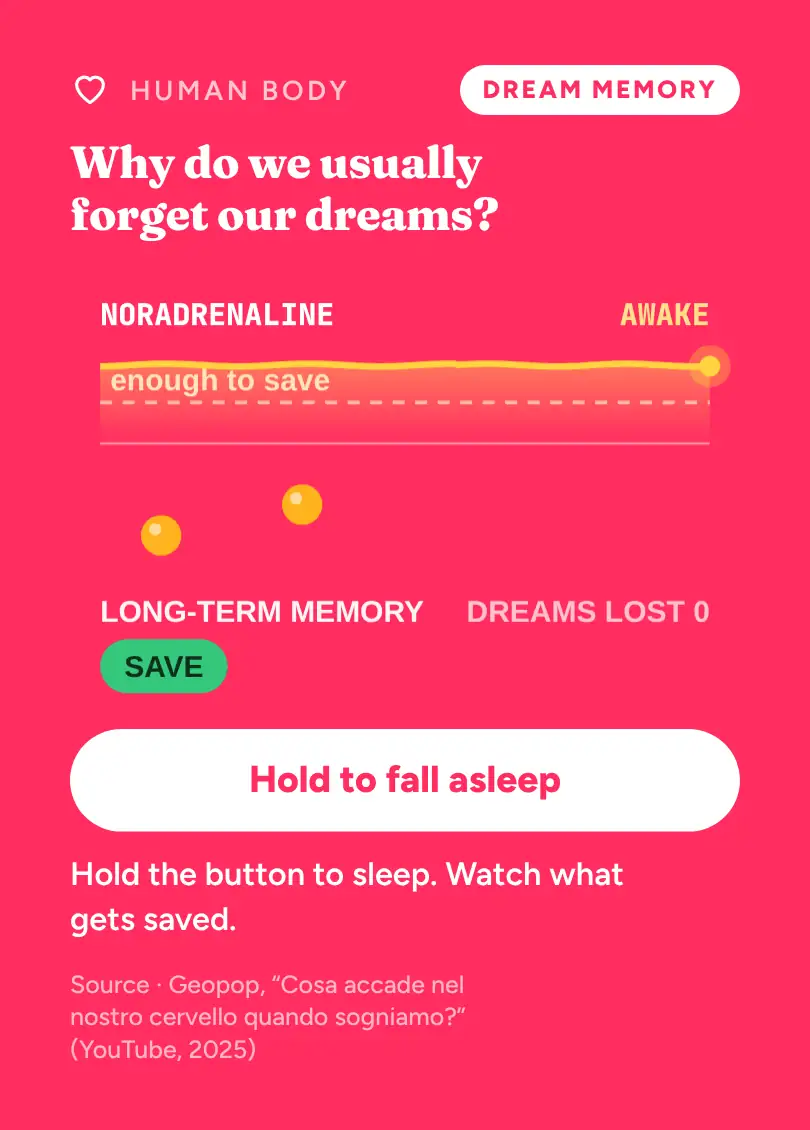 HUMAN BODY
DREAM MEMORY
Why do we usually
forget our dreams?
NORADRENALINE
AWAKE
enough to save
LONG-TERM MEMORY
DREAMS LOST 0
SAVE
Hold to fall asleep
Hold the button to sleep. Watch what
gets saved.
Source · Geopop, “Cosa accade nel
nostro cervello quando sogniamo?”
(YouTube, 2025)